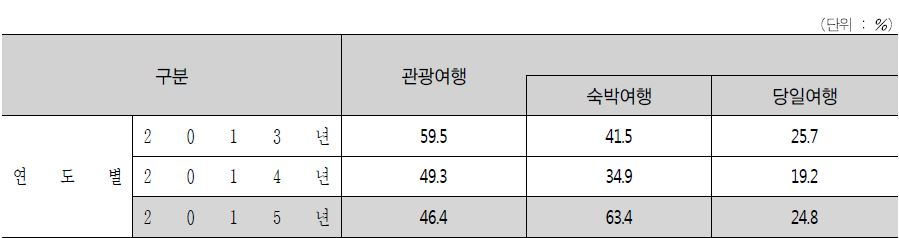 (단위 : %)
구분 관광여행
숙박여행 당일여행
연도별 2013년 59.5 41.5 25.7
2014년 49.3 34.9 19.2
2015년 46.4 63.4 24.8